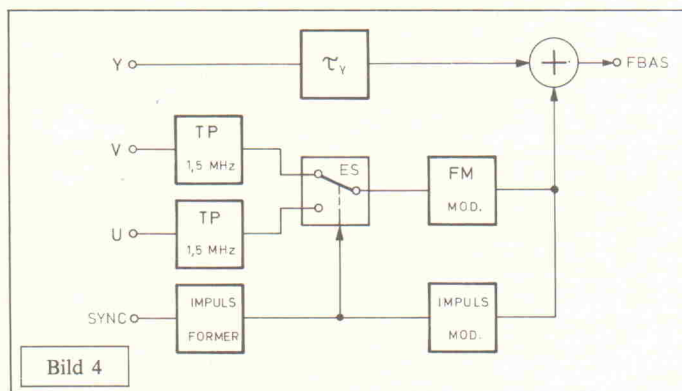 Y
τY
+
FBAS
V
TP
1,5 MHz
ES
FM
MOD.
U
TP
1,5 MHz
SYNC
IMPULS
FORMER
IMPULS
MOD.
Bild 4